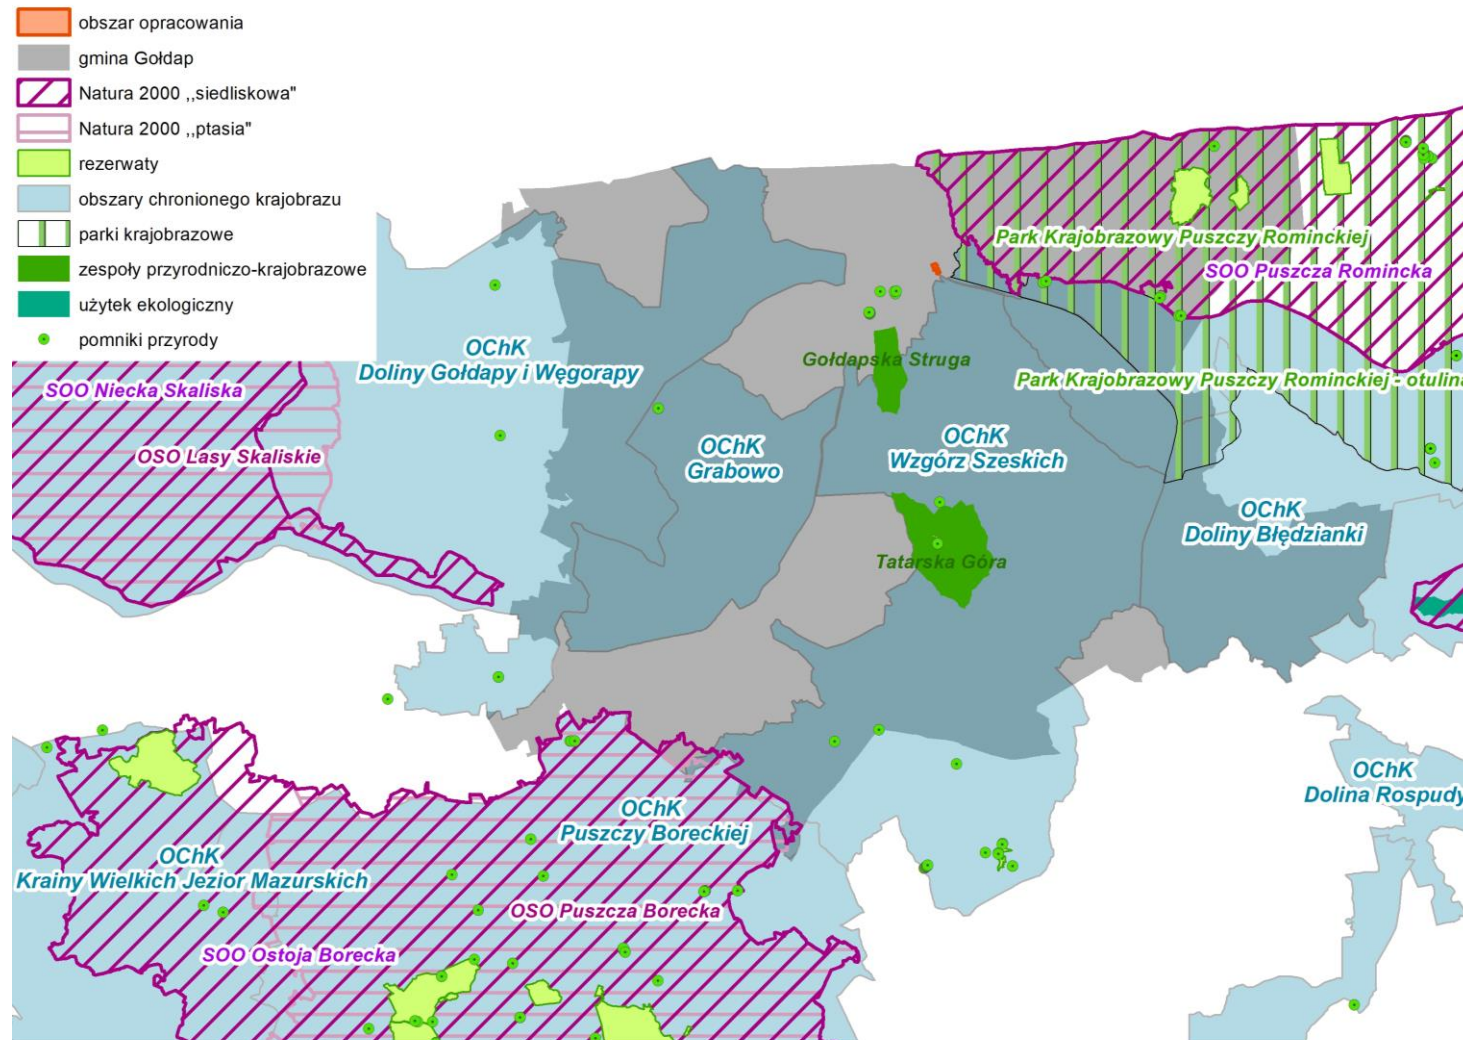 obszar opracowania
gmina Gołdap
Natura 2000 ,,siedliskowa"
Natura 2000 ,,ptasia"
rezerwaty
obszary chronionego krajobrazu
parki krajobrazowe
zespoły przyrodniczo-krajobrazowe
użytek ekologiczny
pomniki przyrody
Park Krajobrazowy Puszczy Rominckiej
SOO Puszcza Romincka
OChK
Doliny Gołdapy i Węgorapy
Gołdapska Struga
SOO Niecka Skaliska
Park Krajobrazowy Puszczy Rominckiej - otulina
OSO Lasy Skaliskie
OChK
Grabowo
OChK
Wzgórz Szeskich
OChK
Doliny Błędzianki
Tatarska Góra
OChK
Dolina Rospudy
OChK
Puszczy Boreckiej
OChK
Krainy Wielkich Jezior Mazurskich
OSO Puszcza Borecka
SOO Ostoja Borecka